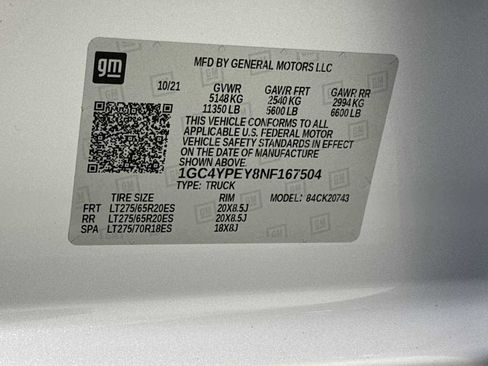 gm
MFD BY GENERAL MOTORS LLC
10/21 GVWR GAWR FRT GAWR RR
5148 KG 2540 KG 2994 KG
11350 LB 5600 LB 6600 LB
THIS VEHICLE CONFORMS TO ALL
APPLICABLE U.S. FEDERAL MOTOR
VEHICLE SAFETY STANDARDS IN EFFECT
ON THE DATE OF MANUFACTURE
SHOWN ABOVE.
1GC4YPEY8NF167504
TYPE: TRUCK
TIRE SIZE RIM MODEL: 84CK20743
FRT LT275/65R20ES 20X8.5J
RR LT275/65R20ES 20X8.5J
SPA LT275/70R18ES 18X8J